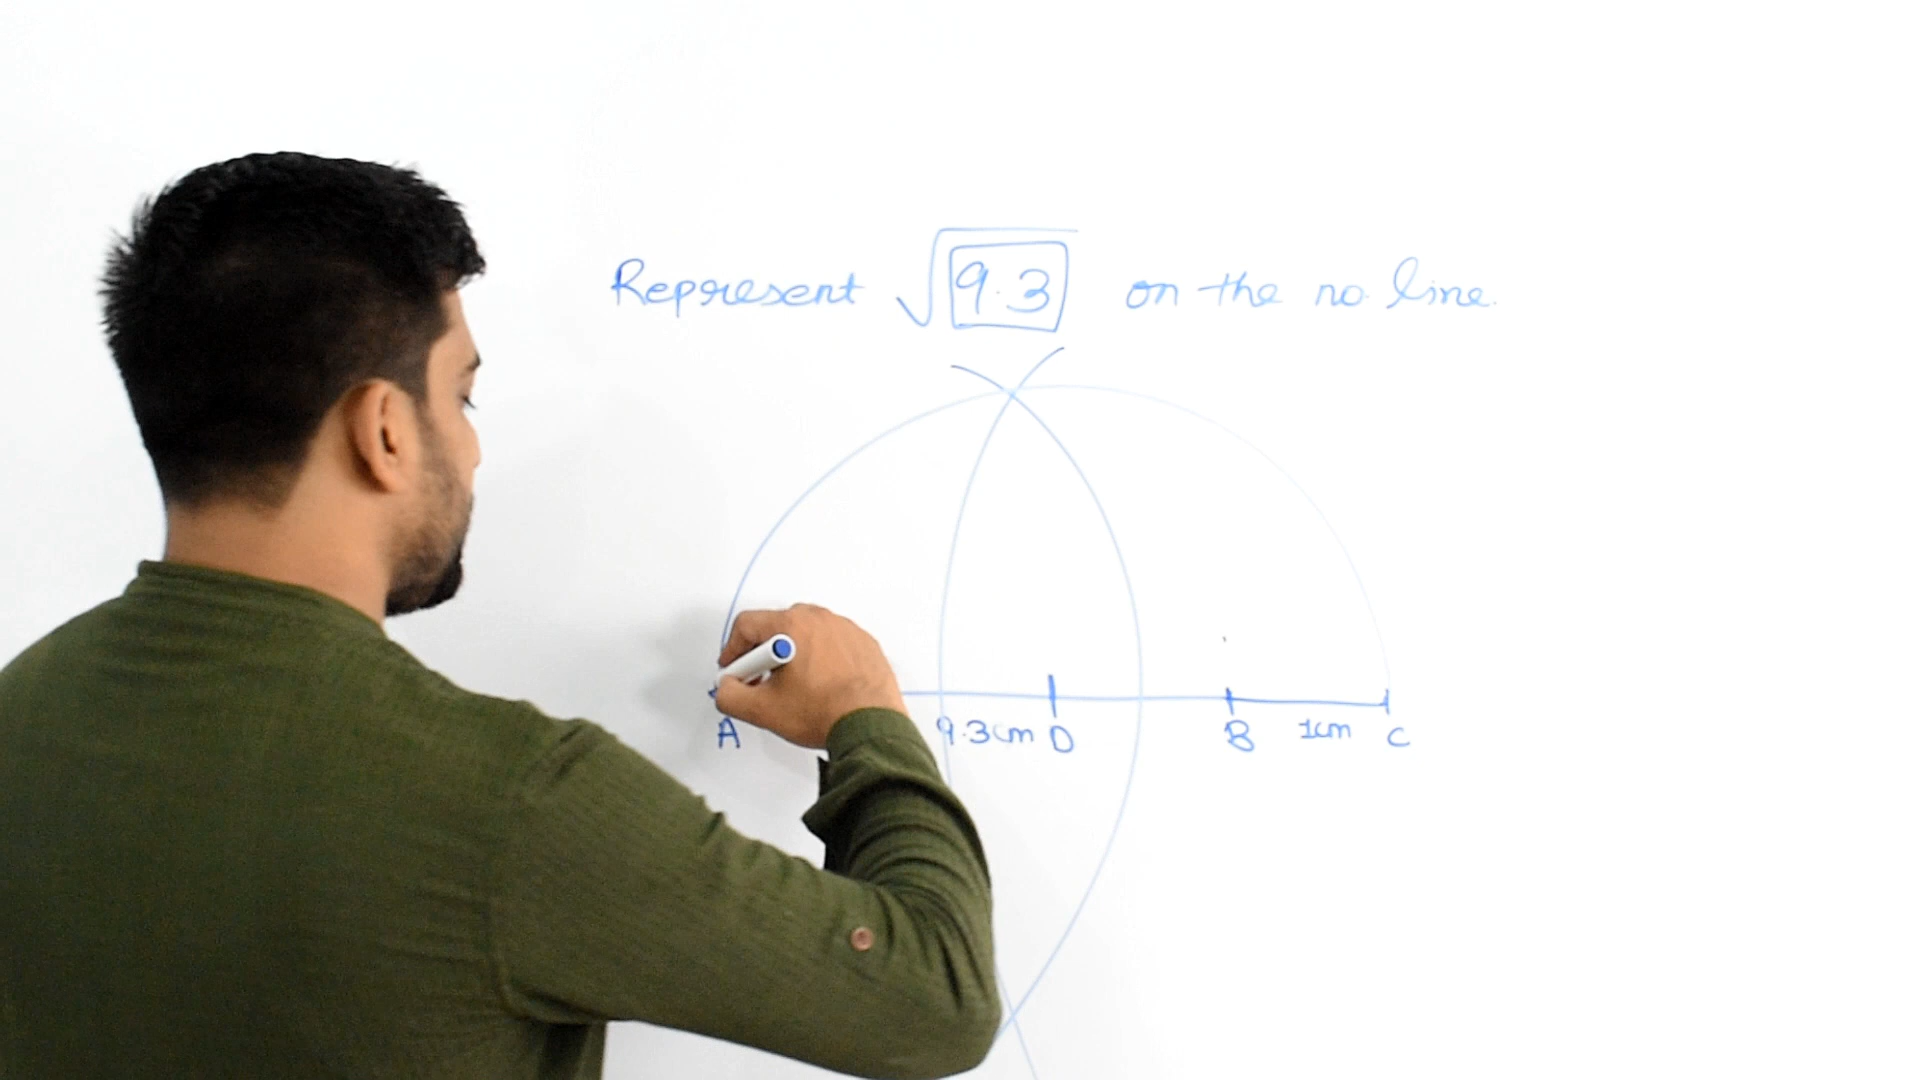 Represent √9.3 on the no. line.
A 9.3cm D B 1cm C